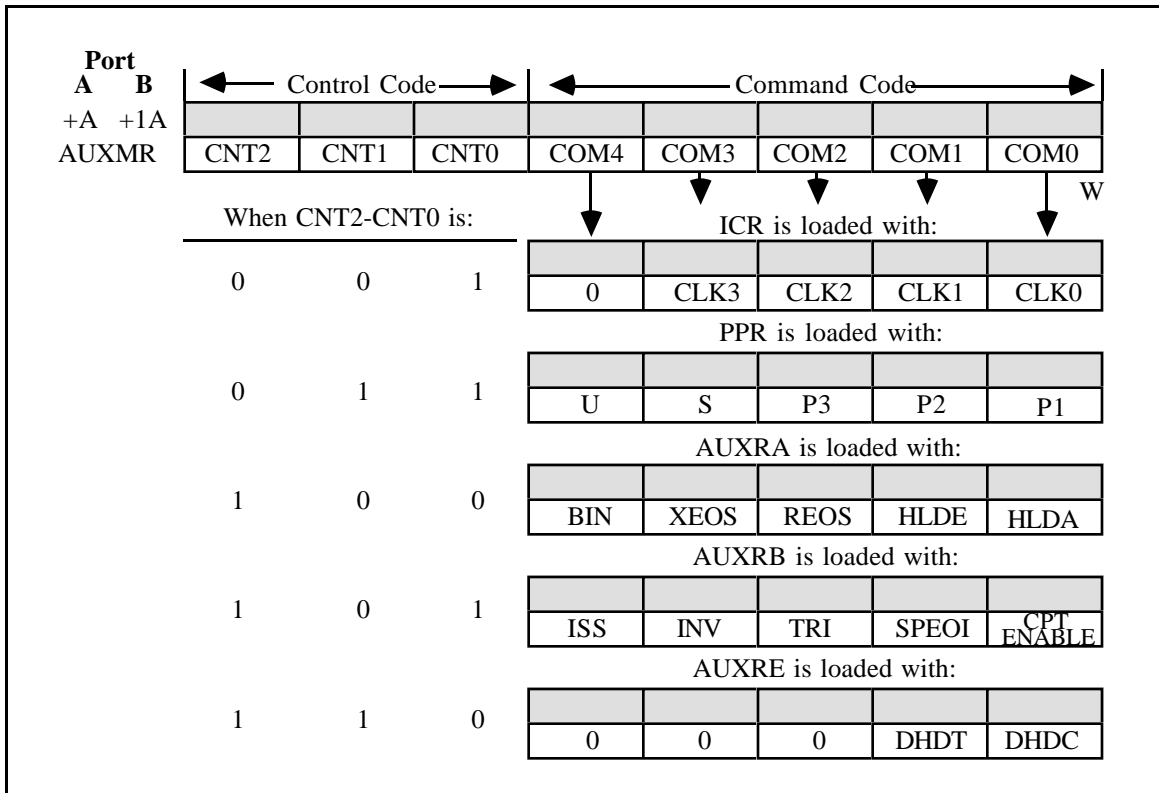 Port
A B
Control Code Command Code
+A +1A
AUXMR CNT2 CNT1 CNT0 COM4 COM3 COM2 COM1 COM0
W
When CNT2-CNT0 is: ICR is loaded with:
0 0 1 0 CLK3 CLK2 CLK1 CLK0
PPR is loaded with:
0 1 1 U S P3 P2 P1
AUXRA is loaded with:
1 0 0 BIN XEOS REOS HLDE HLDA
AUXRB is loaded with:
1 0 1 ISS INV TRI SPEOI CPT ENABLE
AUXRE is loaded with:
1 1 0 0 0 0 DHDT DHDC